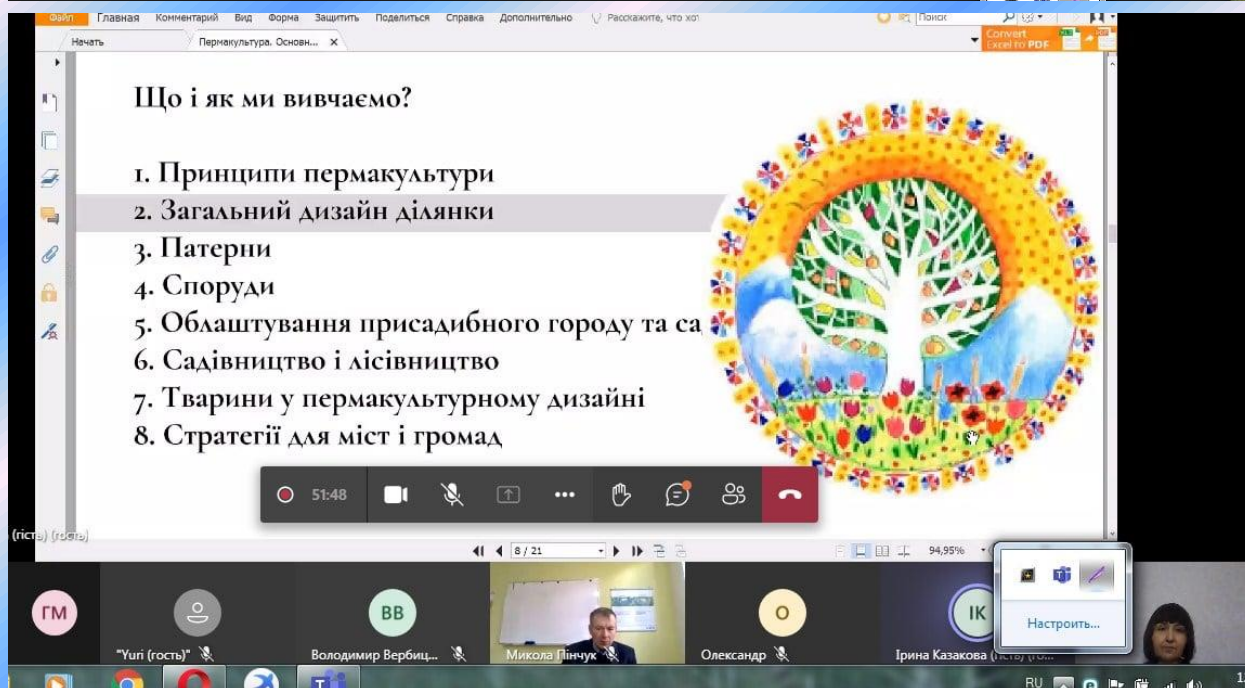 Файл Главная Комментарий Вид Форма Защитить Поделиться Справка Дополнительно Расскажите, что хот Поиск
Начать Пермакультура. Основн... X
Convert
Excel to PDF
Що і як ми вивчаємо?
1. Принципи пермакультури
2. Загальний дизайн ділянки
3. Патерни
4. Споруди
5. Облаштування присадибного городу та са
6. Садівництво і лісівництво
7. Тварини у пермакультурному дизайні
8. Стратегії для міст і громад
51:48
(гість) (гость)
8 / 21 94,95%
ГМ ВВ О ІК
Настроить...
"Yuri (гость)" Володимир Вербиц... Микола Пінчук Олександр Ірина Казакова
RU